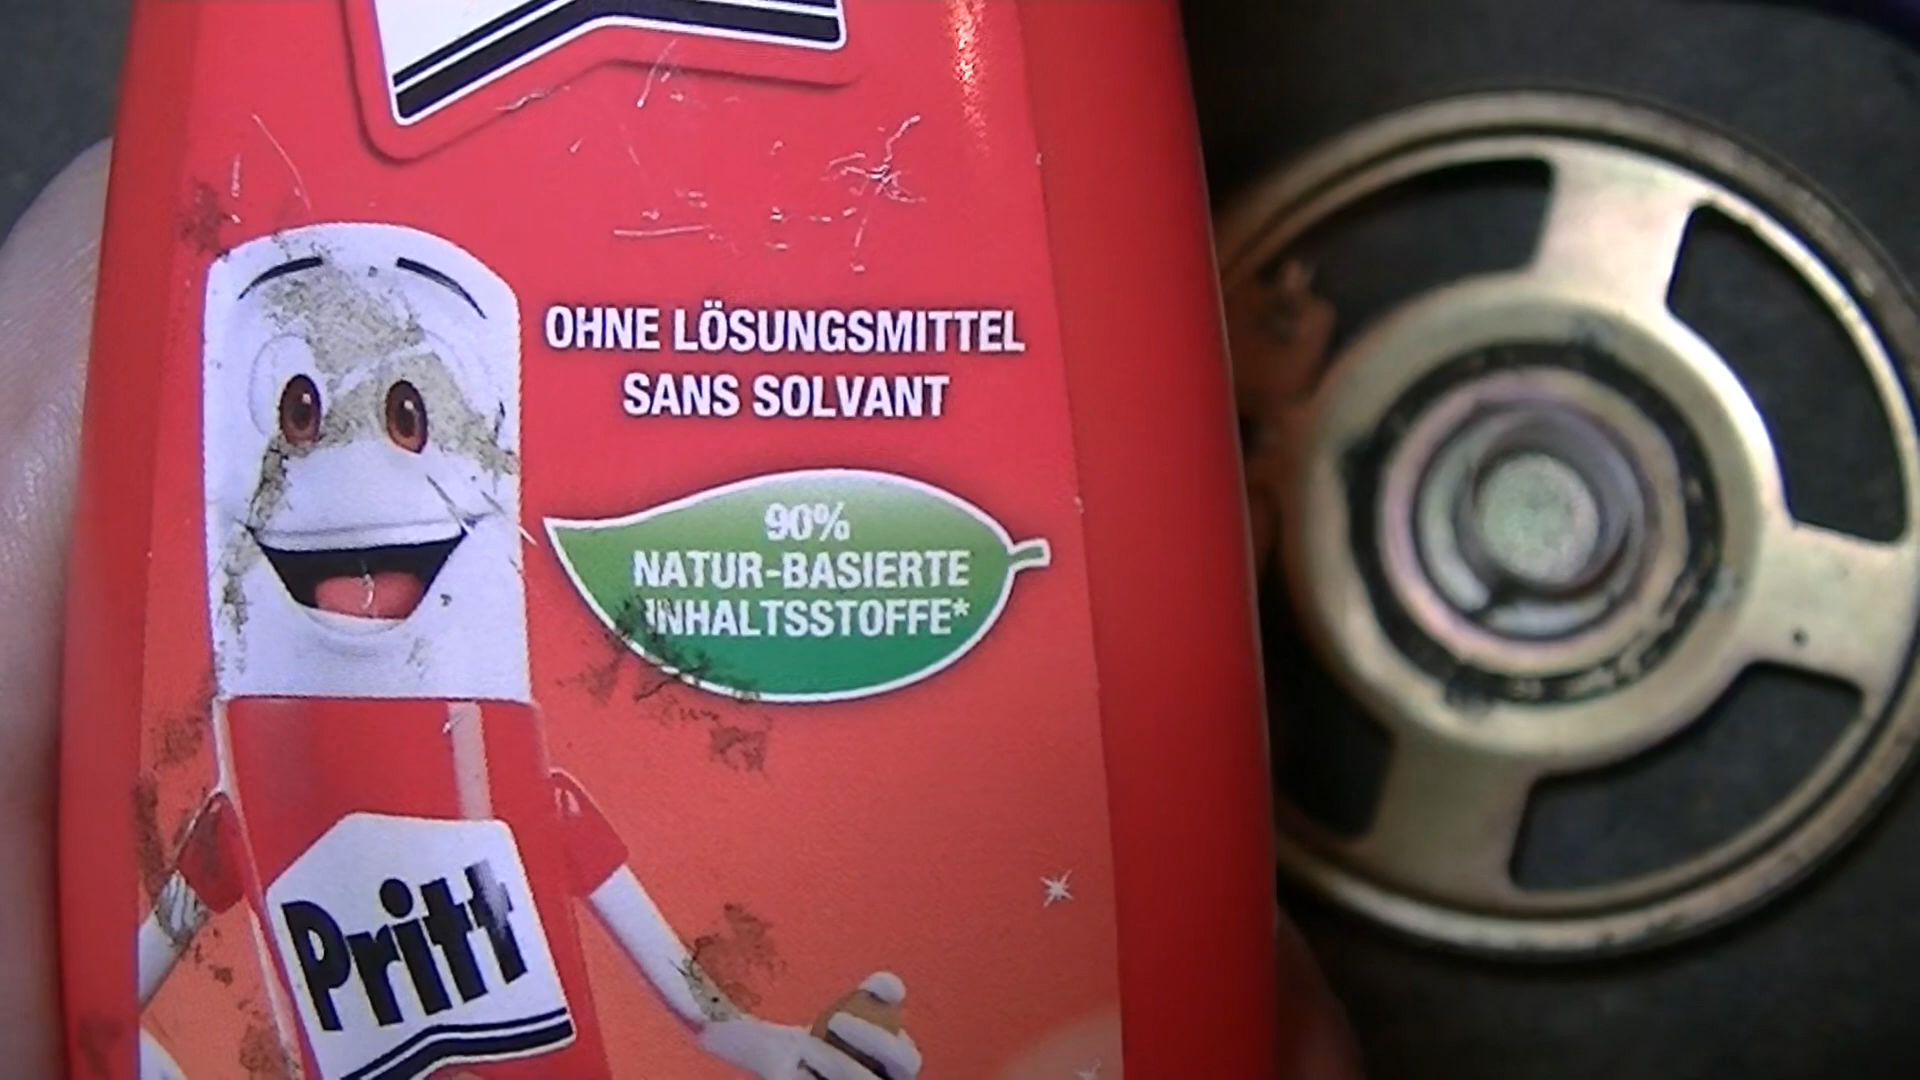 OHNE LÖSUNGSMITTEL
SANS SOLVANT
90%
NATUR-BASIERTE
INHALTSSTOFFE*
Pritt